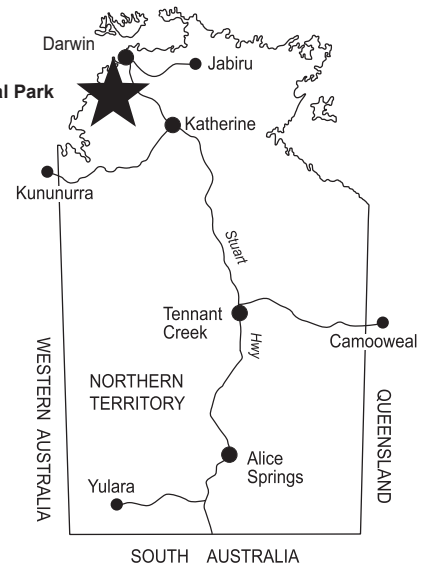 Darwin
Jabiru
al Park
Katherine
Kununurra
Stuart
Tennant
Creek
Hwy
Camooweal
WESTERN AUSTRALIA
NORTHERN
TERRITORY
QUEENSLAND
Alice
Springs
Yulara
SOUTH AUSTRALIA